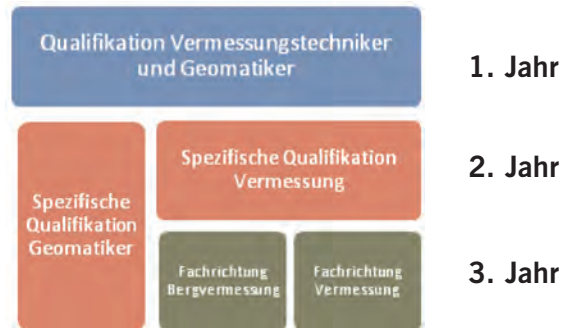 Qualifikation Vermessungstechniker
und Geomatiker
1. Jahr
Spezifische
Qualifikation
Geomatiker
Spezifische Qualifikation
Vermessung
2. Jahr
Fachrichtung
Bergvermessung
Fachrichtung
Vermessung
3. Jahr